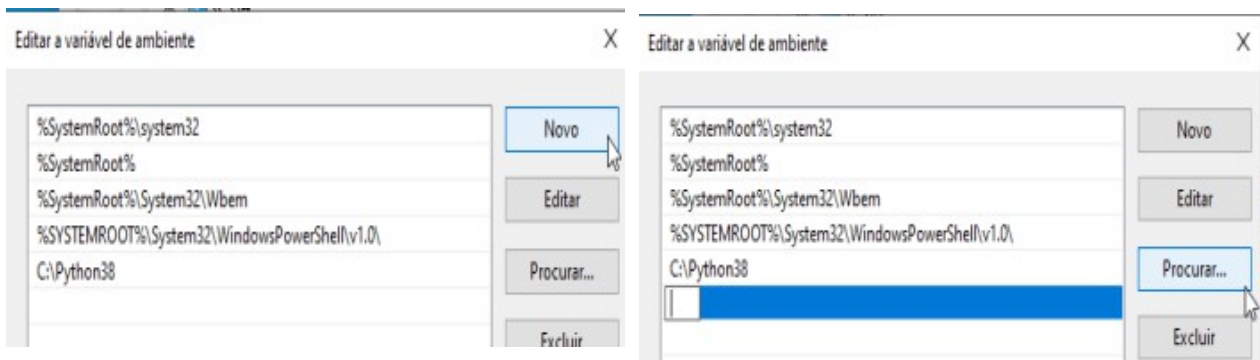 Editar a variável de ambiente
%SystemRoot%\system32
%SystemRoot%
%SystemRoot%\System32\Wbem
%SYSTEMROOT%\System32\WindowsPowerShell\v1.0\
C:\Python38
Novo
Editar
Procurar...
Excluir
Editar a variável de ambiente
%SystemRoot%\system32
%SystemRoot%
%SystemRoot%\System32\Wbem
%SYSTEMROOT%\System32\WindowsPowerShell\v1.0\
C:\Python38
Novo
Editar
Procurar...
Excluir